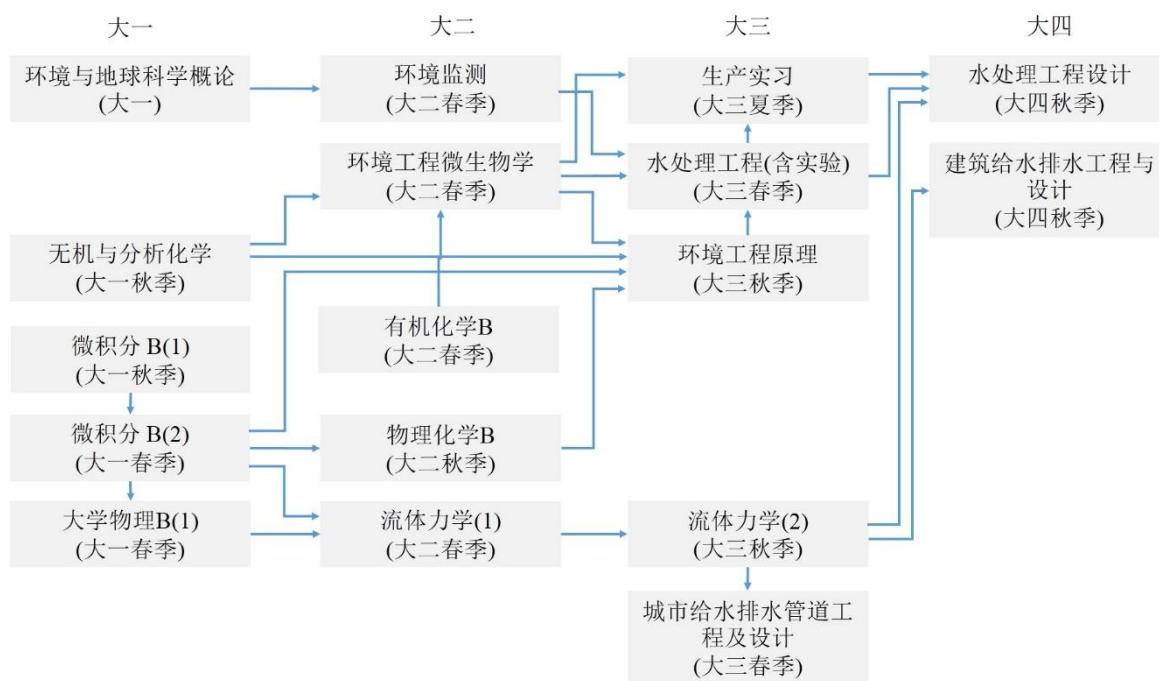 大一
大二
大三
大四
环境与地球科学概论
(大一)
环境监测
(大二春季)
生产实习
(大三夏季)
水处理工程设计
(大四秋季)
环境工程微生物学
(大二春季)
水处理工程(含实验)
(大三春季)
建筑给水排水工程与
设计
(大四秋季)
无机与分析化学
(大一秋季)
环境工程原理
(大三秋季)
有机化学B
(大二春季)
微积分 B(1)
(大一秋季)
微积分 B(2)
(大一春季)
物理化学B
(大二秋季)
大学物理B(1)
(大一春季)
流体力学(1)
(大二春季)
流体力学(2)
(大三秋季)
城市给水排水管道工
程及设计
(大三春季)